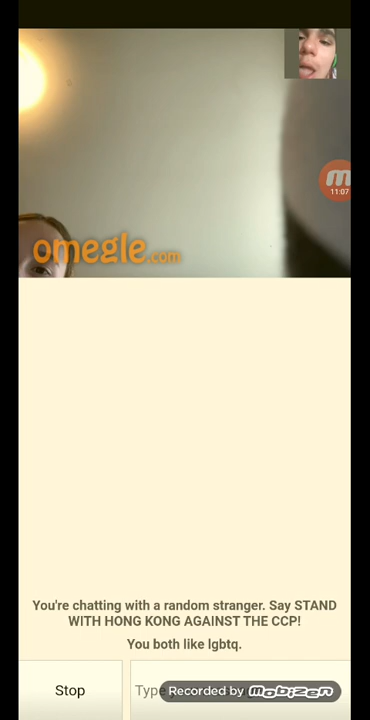 11:07
omegle.com
You're chatting with a random stranger. Say STAND
WITH HONG KONG AGAINST THE CCP!
You both like lgbtq.
Stop
Type
Recorded by mobizen